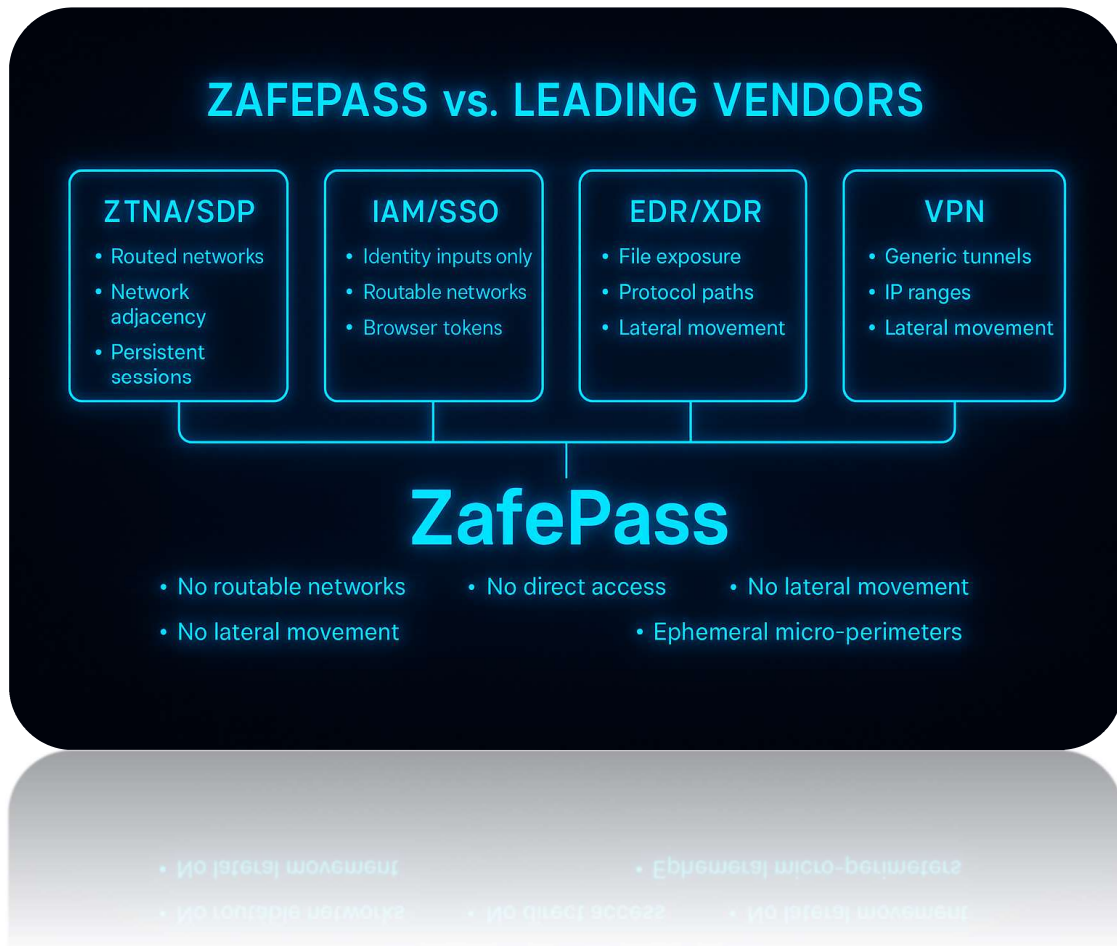 ZAFEPASS vs. LEADING VENDORS
ZTNA/SDP
• Routed networks
• Network
adjacency
• Persistent
sessions
IAM/SSO
• Identity inputs only
• Routable networks
• Browser tokens
EDR/XDR
• File exposure
• Protocol paths
• Lateral movement
VPN
• Generic tunnels
• IP ranges
• Lateral movement
ZafePass
• No routable networks • No direct access • No lateral movement
• No lateral movement • Ephemeral micro-perimeters